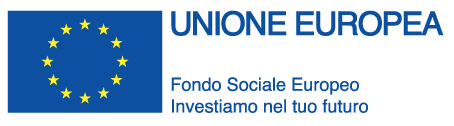 UNIONE EUROPEA
Fondo Sociale Europeo
Investiamo nel tuo futuro